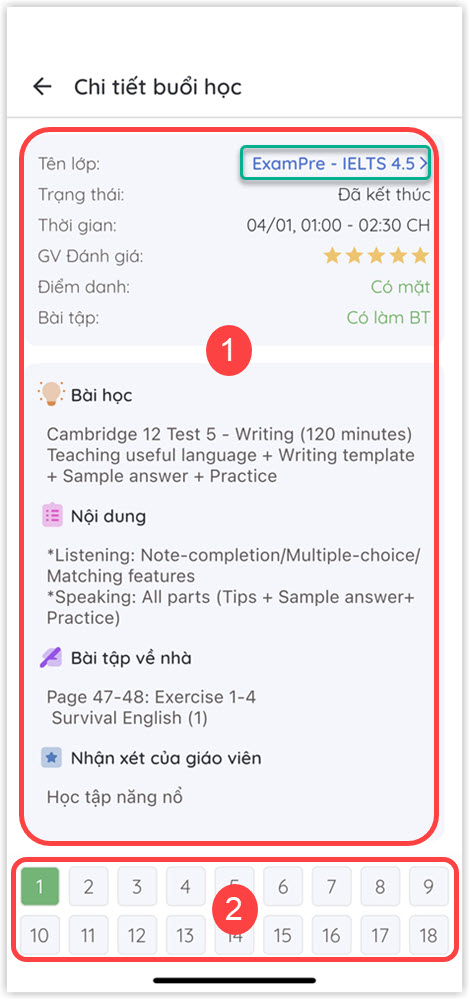 Chi tiết buổi học
Tên lớp: ExamPre - IELTS 4.5 >
Trạng thái: Đã kết thúc
Thời gian: 04/01, 01:00 - 02:30 CH
GV Đánh giá:
Điểm danh: Có mặt
Bài tập: Có làm BT
1
Bài học
Cambridge 12 Test 5 - Writing (120 minutes)
Teaching useful language + Writing template
+ Sample answer + Practice
Nội dung
*Listening: Note-completion/Multiple-choice/
Matching features
*Speaking: All parts (Tips + Sample answer+
Practice)
Bài tập về nhà
Page 47-48: Exercise 1-4
Survival English (1)
Nhận xét của giáo viên
Học tập năng nổ
1 2 3 4 5 6 7 8 9
2
10 11 12 13 14 15 16 17 18